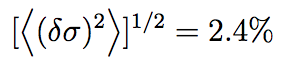 [⟨(δσ)²⟩]^{1/2} = 2.4%